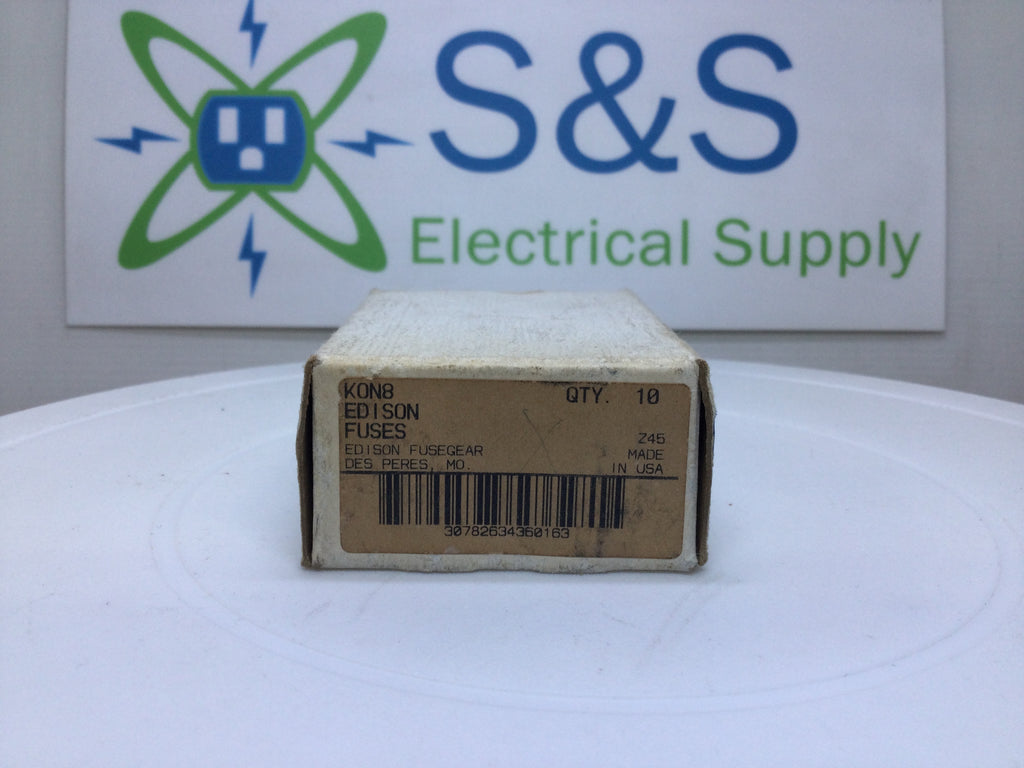 S&S
Electrical Supply
KON8 QTY. 10
EDISON
FUSES Z45
EDISON FUSEGEAR MADE
DES PERES, MO. IN USA
30782634360163